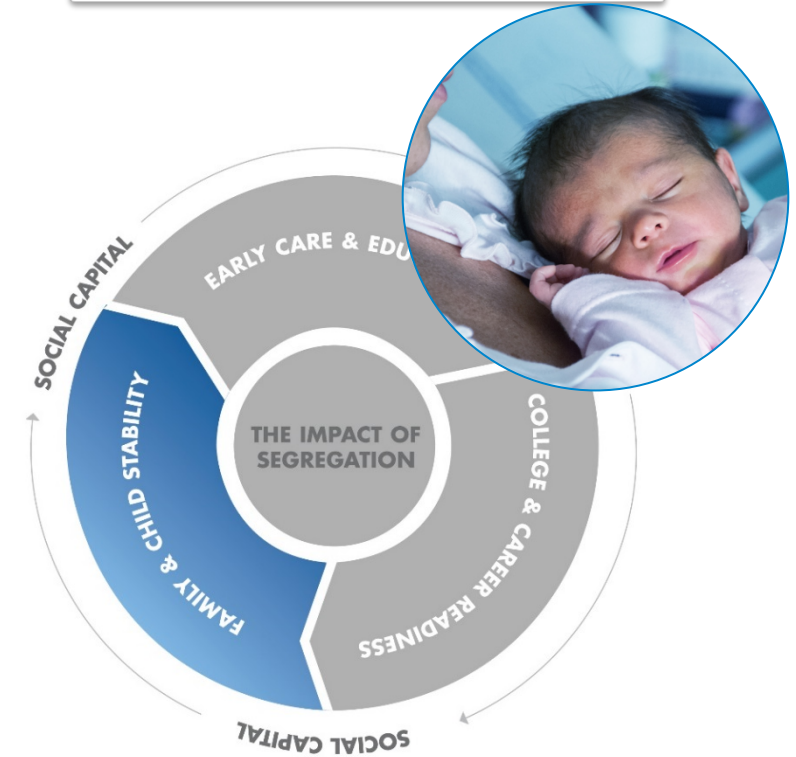 SOCIAL CAPITAL
EARLY CARE & EDU
THE IMPACT OF
SEGREGATION
FAMILY & CHILD STABILITY
COLLEGE & CAREER READINESS
SOCIAL CAPITAL